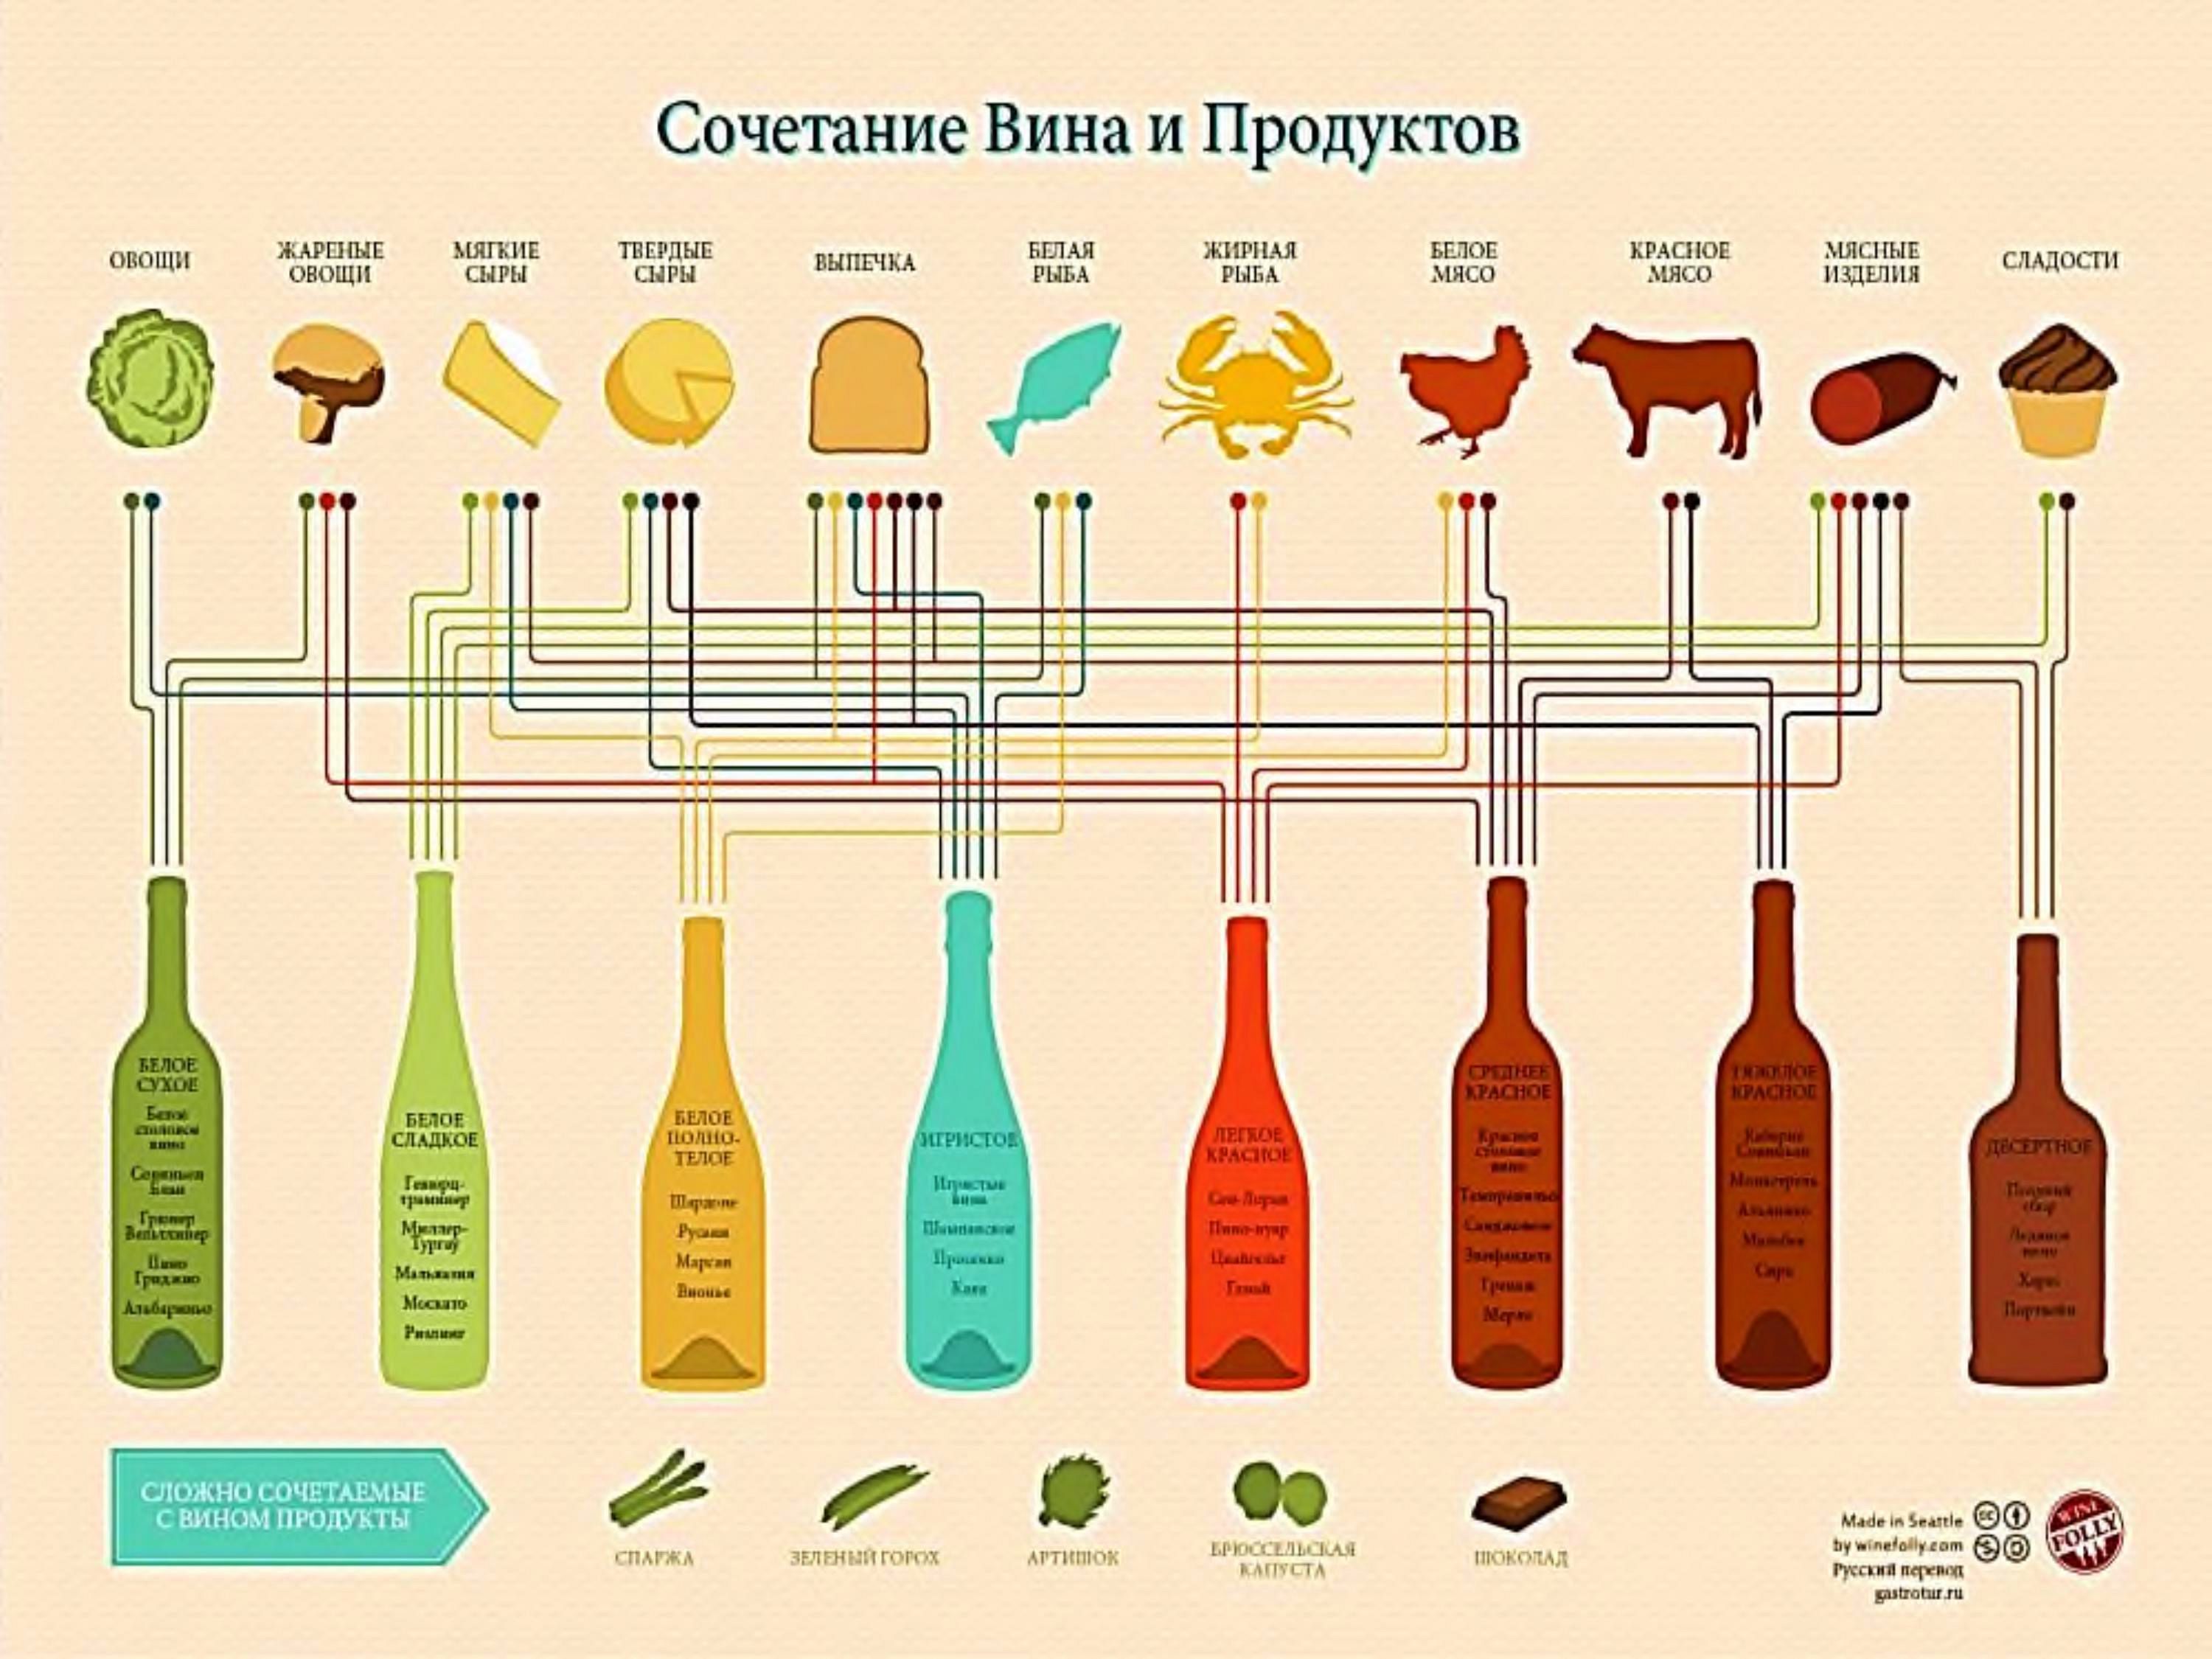 Сочетание Вина и Продуктов
ОВОЩИ
ЖАРЕНЫЕ
ОВОЩИ
МЯГКИЕ
СЫРЫ
ТВЕРДЫЕ
СЫРЫ
ВЫПЕЧКА
БЕЛАЯ
РЫБА
ЖИРНАЯ
РЫБА
БЕЛОЕ
МЯСО
КРАСНОЕ
МЯСО
МЯСНЫЕ
ИЗДЕЛИЯ
СЛАДОСТИ
БЕЛОЕ
СУХОЕ
Белое
столовое
вино
Совиньон
Блан
Грюнер
Вельтлинер
Пино
Гриджио
Альбариньо
БЕЛОЕ
СЛАДКОЕ
Гевюрц-
траминер
Мюллер-
Тургау
Мальвазия
Москато
Рислинг
БЕЛОЕ
ПОЛНО-
ТЕЛОЕ
Шардоне
Русанн
Марсан
Вионье
ИГРИСТОЕ
Игристые
вина
Шампанское
Просекко
Кава
ЛЕГКОЕ
КРАСНОЕ
Сен-Лоран
Пино-нуар
Цвайгельт
Гамэй
СРЕДНЕЕ
КРАСНОЕ
Красное
столовое
вино
Темпранильо
Санджовезе
Зинфандель
Гренаш
Мерло
ТЯЖЕЛОЕ
КРАСНОЕ
Каберне
Совиньон
Монастрель
Альянико
Мальбек
Сира
ДЕСЕРТНОЕ
Поздний
сбор
Ледяное
вино
Херес
Портвейн
СЛОЖНО СОЧЕТАЕМЫЕ
С ВИНОМ ПРОДУКТЫ
СПАРЖА
ЗЕЛЕНЫЙ ГОРОХ
АРТИШОК
БРЮССЕЛЬСКАЯ
КАПУСТА
ШОКОЛАД
Made in Seattle
by winefolly.com
Русский перевод
gastrotur.ru
WINE
FOLLY